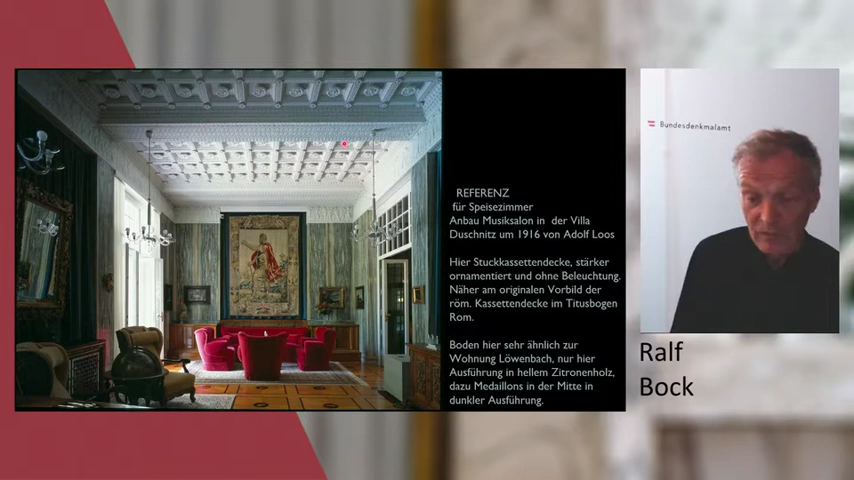 REFERENZ
für Speisezimmer
Anbau Musiksalon in der Villa
Duschnitz um 1916 von Adolf Loos
Hier Stuckkassettendecke, stärker
ornamentiert und ohne Beleuchtung.
Näher am originalen Vorbild der
röm. Kassettendecke im Titusbogen
Rom.
Boden hier sehr ähnlich zur
Wohnung Löwenbach, nur hier
Ausführung in hellem Zitronenholz,
dazu Medaillons in der Mitte in
dunkler Ausführung.
Bundesdenkmalamt
Ralf
Bock